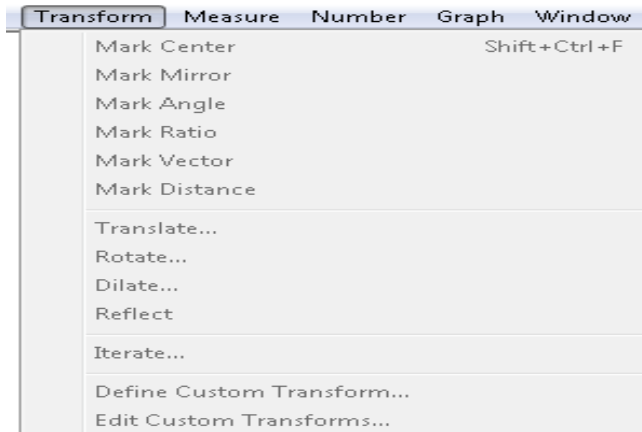 Transform Measure Number Graph Window
Mark Center Shift+Ctrl+F
Mark Mirror
Mark Angle
Mark Ratio
Mark Vector
Mark Distance
Translate...
Rotate...
Dilate...
Reflect
Iterate...
Define Custom Transform...
Edit Custom Transforms...